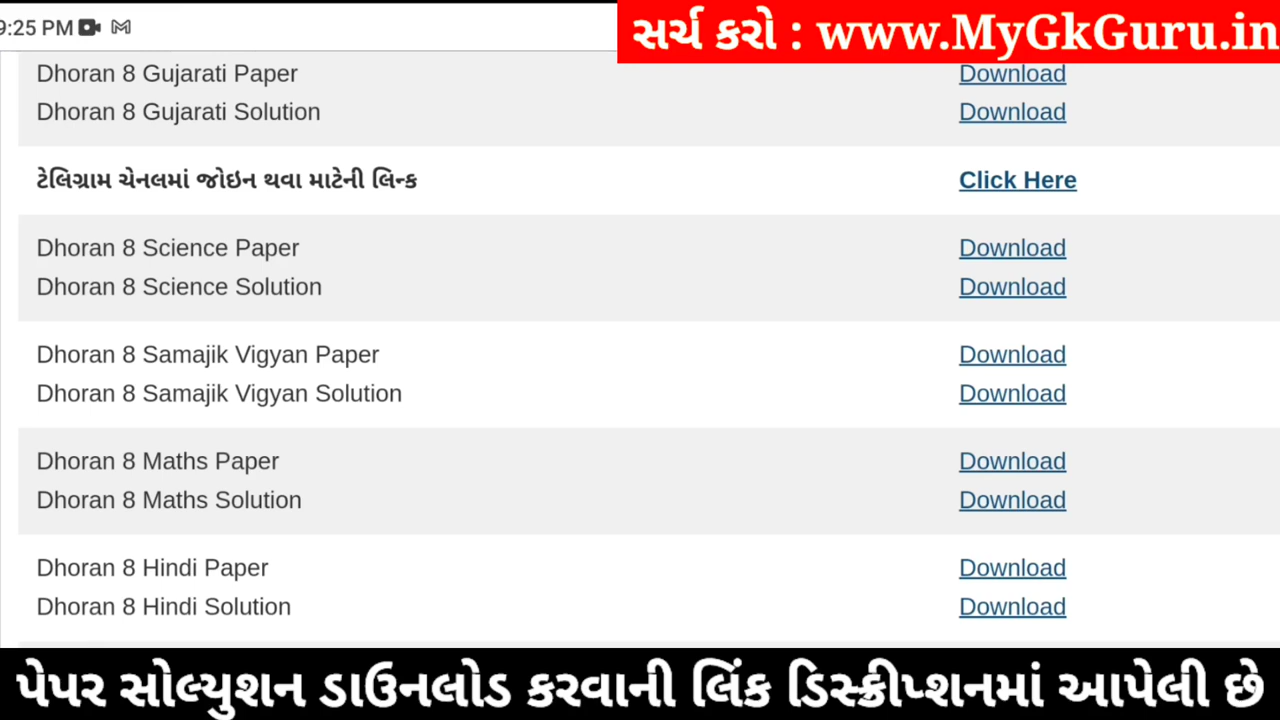 9:25 PM
સર્ચ કરો : www.MyGkGuru.in
Dhoran 8 Gujarati Paper Download
Dhoran 8 Gujarati Solution Download
ટેલિગ્રામ ચેનલમાં જોઇન થવા માટેની લિન્ક Click Here
Dhoran 8 Science Paper Download
Dhoran 8 Science Solution Download
Dhoran 8 Samajik Vigyan Paper Download
Dhoran 8 Samajik Vigyan Solution Download
Dhoran 8 Maths Paper Download
Dhoran 8 Maths Solution Download
Dhoran 8 Hindi Paper Download
Dhoran 8 Hindi Solution Download
પેપર સોલ્યુશન ડાઉનલોડ કરવાની લિંક ડિસ્ક્રીપ્શનમાં આપેલી છે